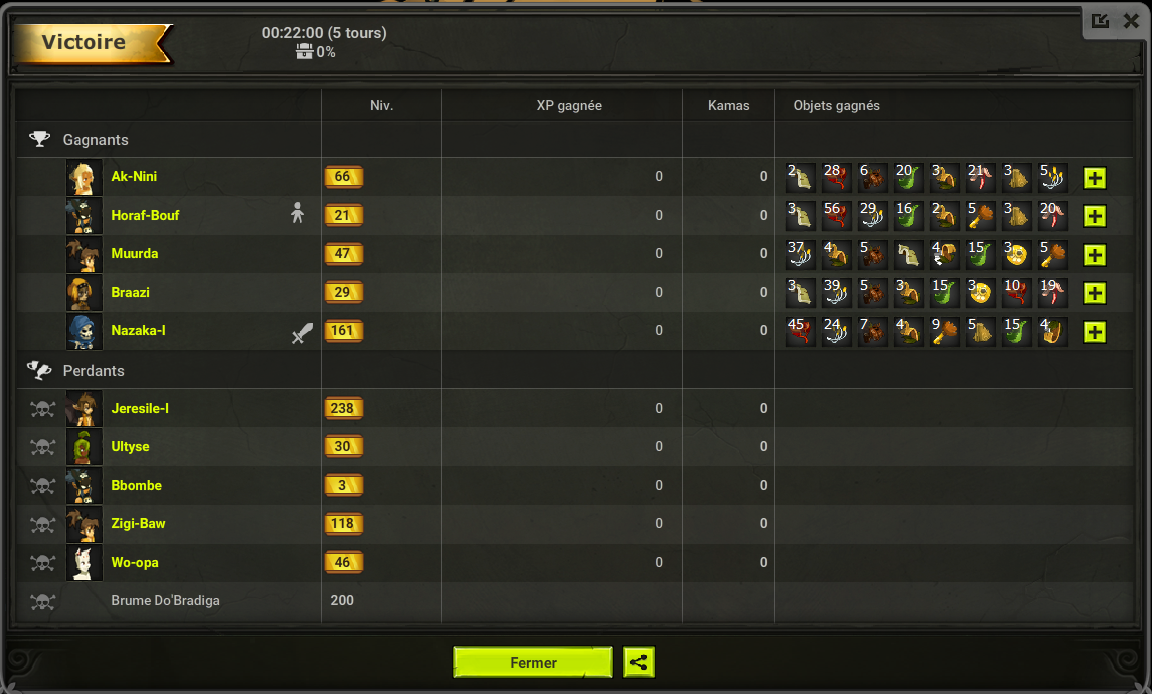 Victoire
00:22:00 (5 tours)
0%
Niv. XP gagnée Kamas Objets gagnés
Gagnants
Ak-Nini 66 0 0 2 28 6 20 3 21 3 5
Horaf-Bouf 21 0 0 3 56 29 16 2 5 3 20
Muurda 47 0 0 37 4 5 4 15 3 5
Braazi 29 0 0 3 39 5 3 15 3 10 19
Nazaka-I 161 0 0 45 24 7 4 9 5 15 4
Perdants
Jeresile-I 238 0 0
Ultyse 30 0 0
Bbombe 3 0 0
Zigi-Baw 118 0 0
Wo-opa 46 0 0
Brume Do'Bradiga 200
Fermer